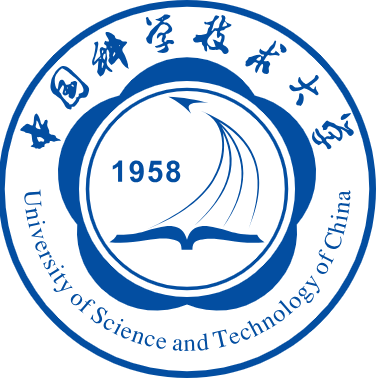 中国科学技术大学
1958
University of Science and Technology of China